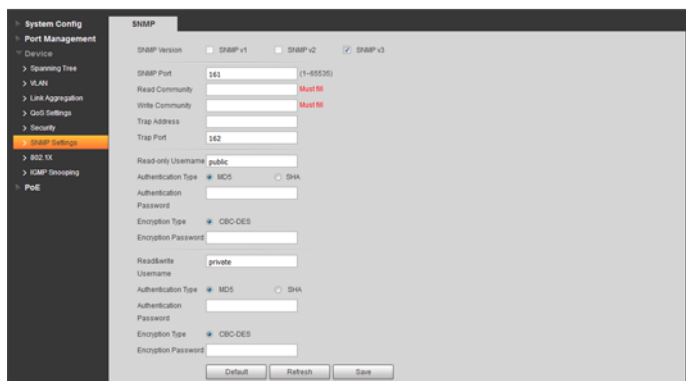 System Config
Port Management
Device
> Spanning Tree
> VLAN
> Link Aggregation
> QoS Settings
> Security
> SNMP Settings
> 802.1X
> IGMP Snooping
PoE
SNMP
SNMP Version SNMP v1 SNMP v2 SNMP v3
SNMP Port 161 (1~65535)
Read Community Must fill
Write Community Must fill
Trap Address
Trap Port 162
Read-only Username public
Authentication Type MD5 SHA
Authentication
Password
Encryption Type CBC-DES
Encryption Password
Read&write private
Username
Authentication Type MD5 SHA
Authentication
Password
Encryption Type CBC-DES
Encryption Password
Default Refresh Save